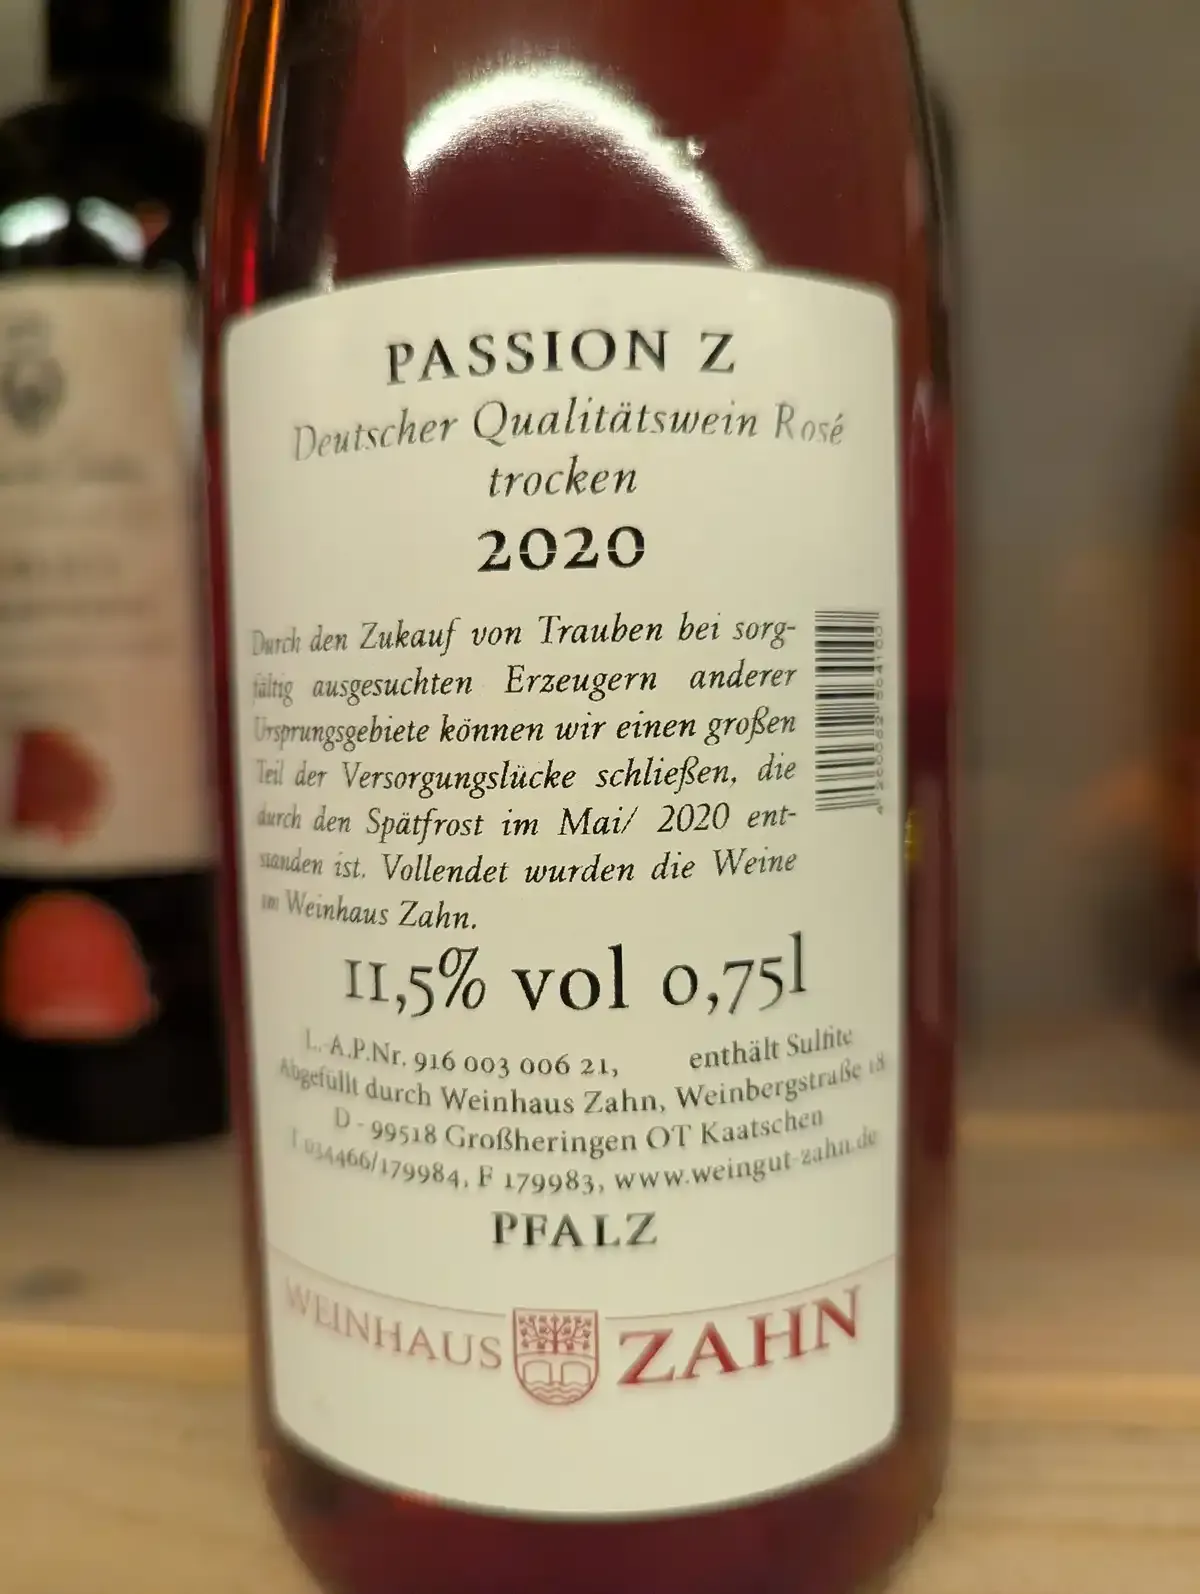 PASSION Z
Deutscher Qualitätswein Rosé
trocken
2020
Durch den Zukauf von Trauben bei sorg-
fältig ausgesuchten Erzeugern anderer
Ursprungsgebiete können wir einen großen
Teil der Versorgungslücke schließen, die
durch den Spätfrost im Mai/ 2020 ent-
standen ist. Vollendet wurden die Weine
im Weinhaus Zahn.
11,5% vol 0,75l
L.-A.P.Nr. 916 003 006 21, enthält Sulfite
Abgefüllt durch Weinhaus Zahn, Weinbergstraße 18
D - 99518 Großheringen OT Kaatschen
T 034466/179984, F 179983, www.weingut-zahn.de
PFALZ
WEINHAUS ZAHN